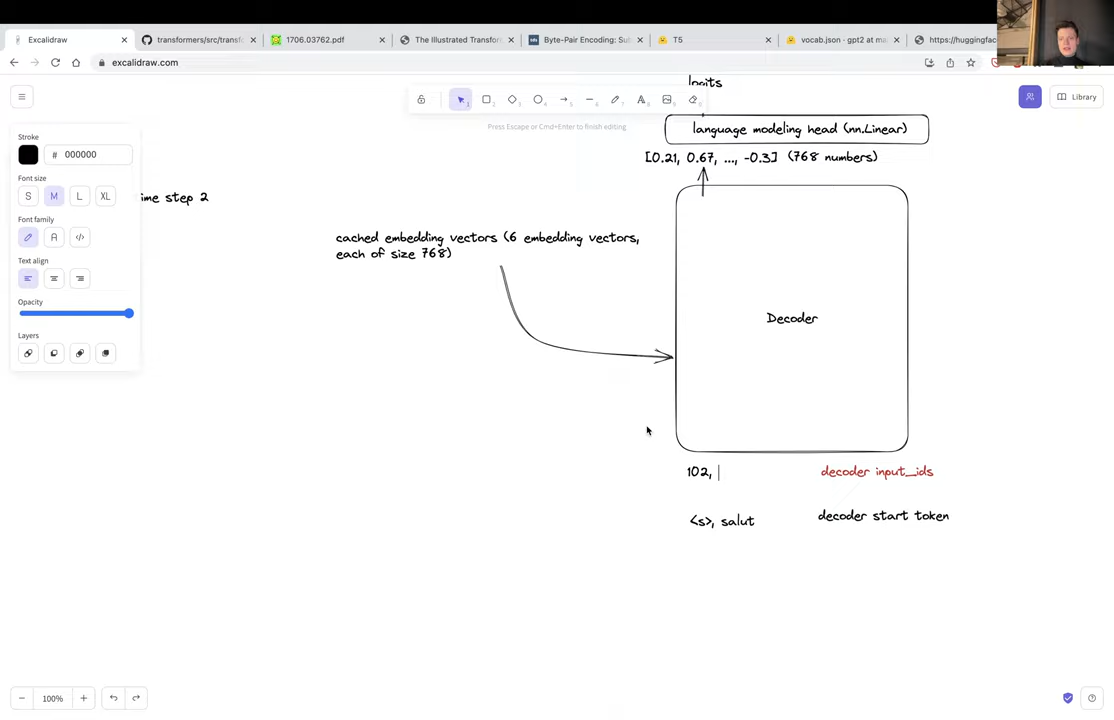 Excalidraw
transformers/src/transf
1706.03762.pdf
The Illustrated Transfor
Byte-Pair Encoding: Sub
T5
vocab.json · gpt2 at ma
https://huggingfac
excalidraw.com
logits
Library
Press Escape or Cmd+Enter to finish editing
language modeling head (nn.Linear)
[0.21, 0.67, ..., -0.3] (768 numbers)
Stroke
# 000000
Font size
S M L XL
ime step 2
Font family
A </>
cached embedding vectors (6 embedding vectors,
each of size 768)
Text align
Opacity
Decoder
Layers
102,
decoder input_ids
<s>, salut
decoder start token
100%